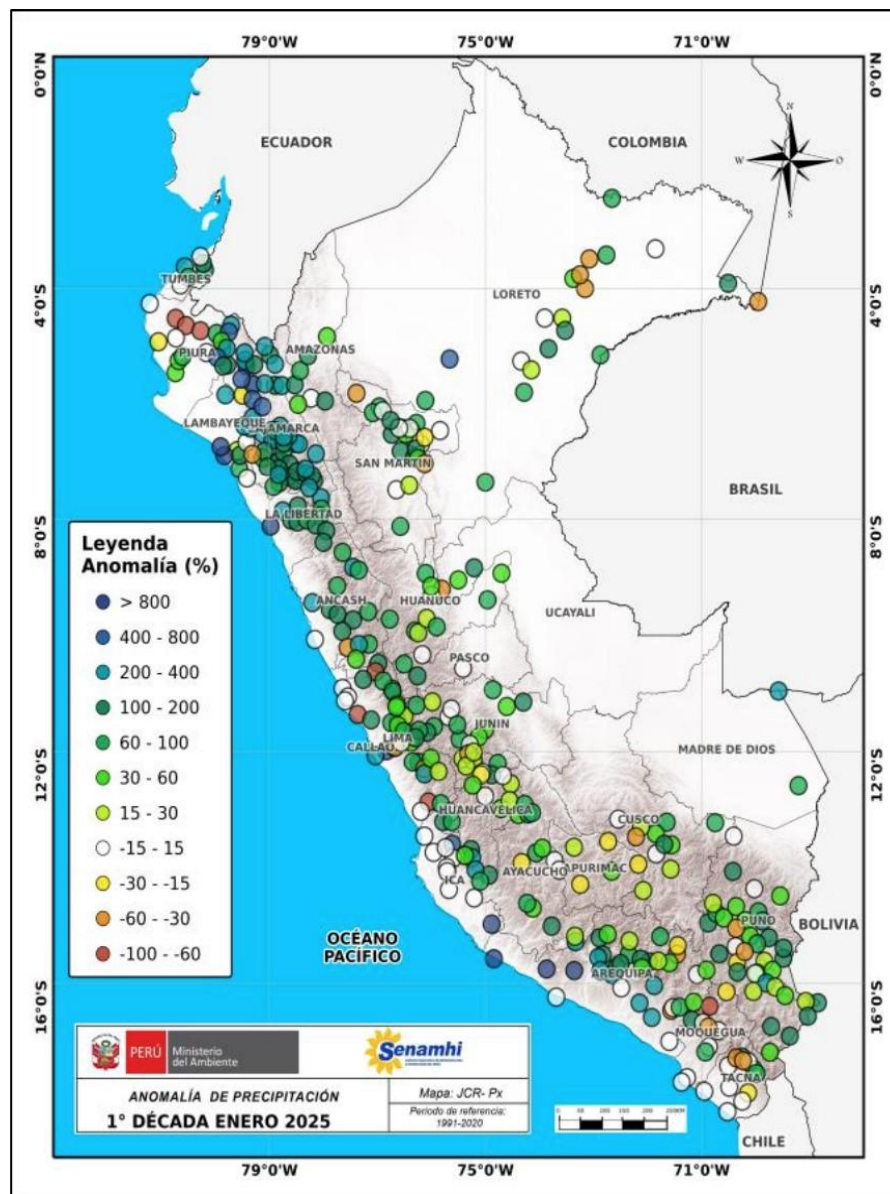 79°0'W 75°0'W 71°0'W
0°0'N
0°0'N
ECUADOR
COLOMBIA
N
W
O
S
TUMBES
LORETO
4°0'S
4°0'S
PIURA
AMAZONAS
LAMBAYEQUE
CAJAMARCA
SAN MARTIN
BRASIL
LA LIBERTAD
8°0'S
8°0'S
Leyenda
Anomalía (%)
> 800
400 - 800
200 - 400
100 - 200
60 - 100
30 - 60
15 - 30
-15 - 15
-30 - -15
-60 - -30
-100 - -60
ANCASH
HUANUCO
UCAYALI
PASCO
JUNIN
LIMA
CALLAO
MADRE DE DIOS
12°0'S
12°0'S
HUANCAVELICA
CUSCO
AYACUCHO
APURIMAC
ICA
PUNO
BOLIVIA
OCÉANO
PACÍFICO
AREQUIPA
16°0'S
16°0'S
MOQUEGUA
TACNA
CHILE
PERÚ
Ministerio
del Ambiente
Senamhi
ANOMALÍA DE PRECIPITACIÓN
1° DÉCADA ENERO 2025
Mapa: JCR- Px
Periodo de referencia:
1991-2020
79°0'W 75°0'W 71°0'W